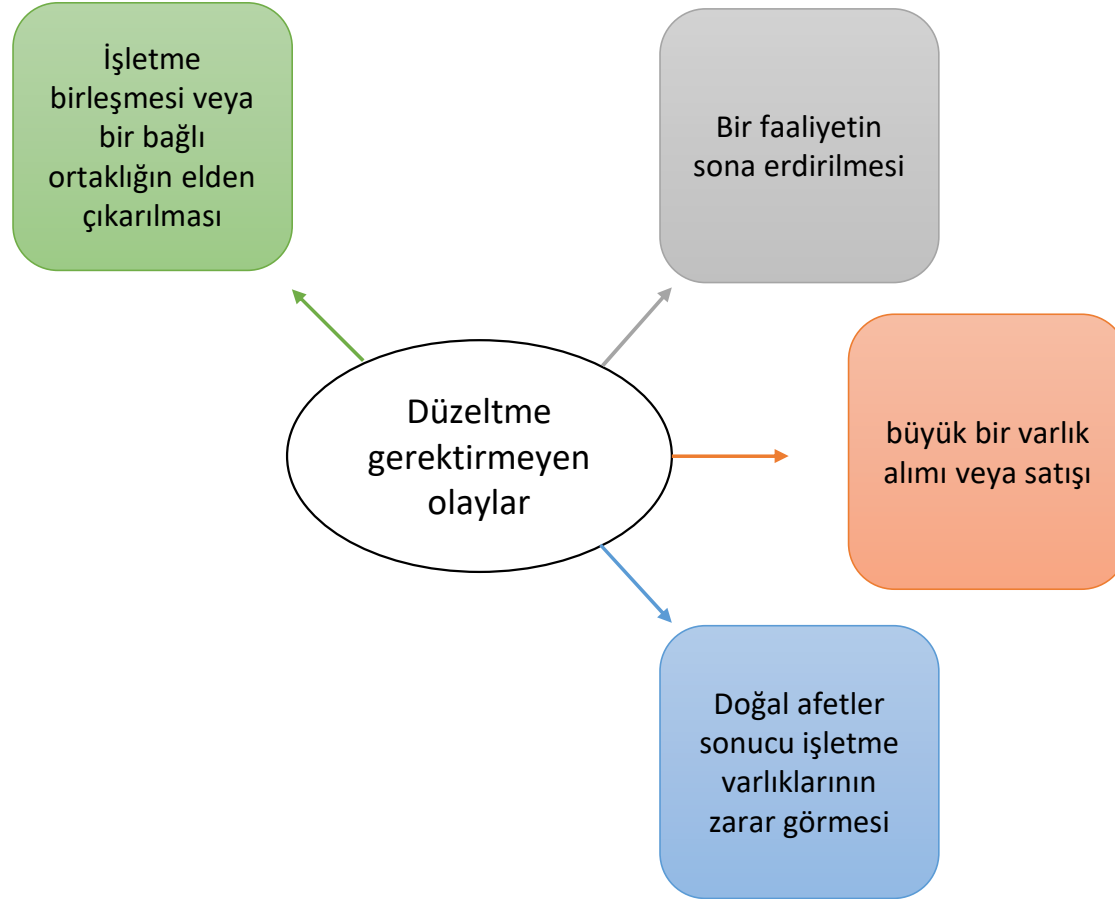 İşletme
birleşmesi veya
bir bağlı
ortaklığın elden
çıkarılması
Bir faaliyetin
sona erdirilmesi
Düzeltme
gerektirmeyen
olaylar
büyük bir varlık
alımı veya satışı
Doğal afetler
sonucu işletme
varlıklarının
zarar görmesi